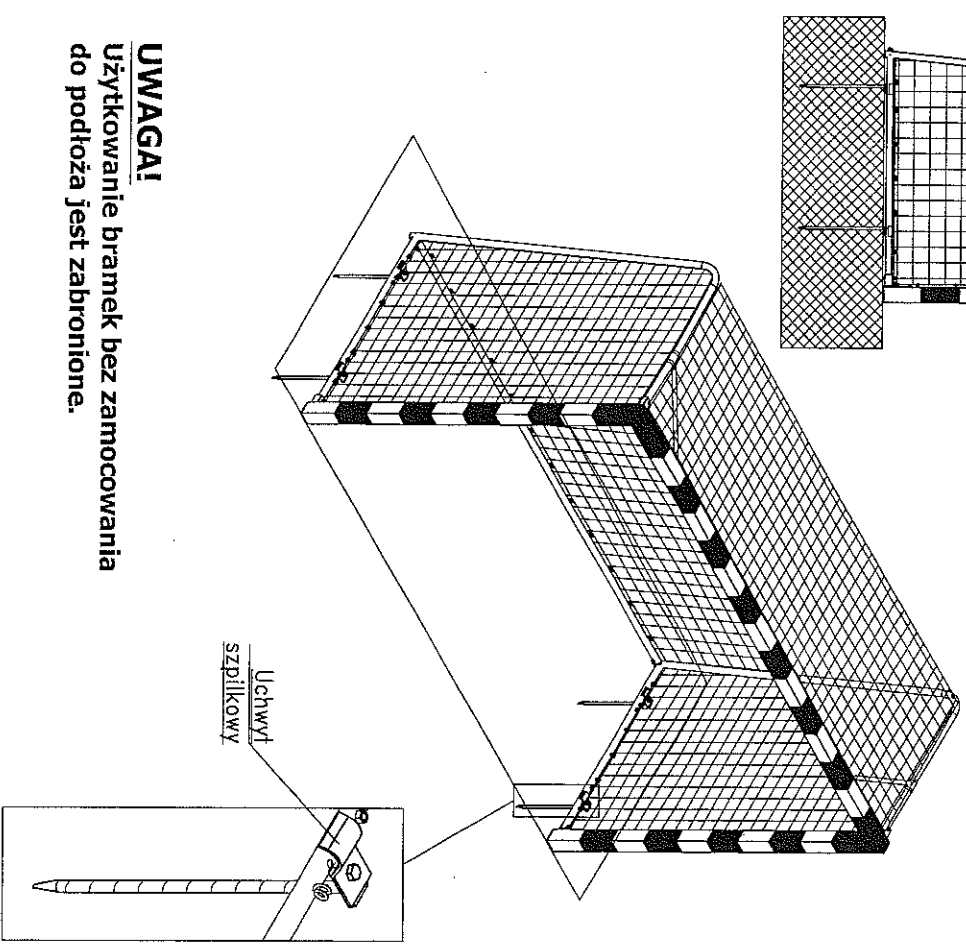 UWAGA!
Użytkowanie bramek bez zamocowania
do podłoża jest zabronione.
Uchwyt
szpilkowy